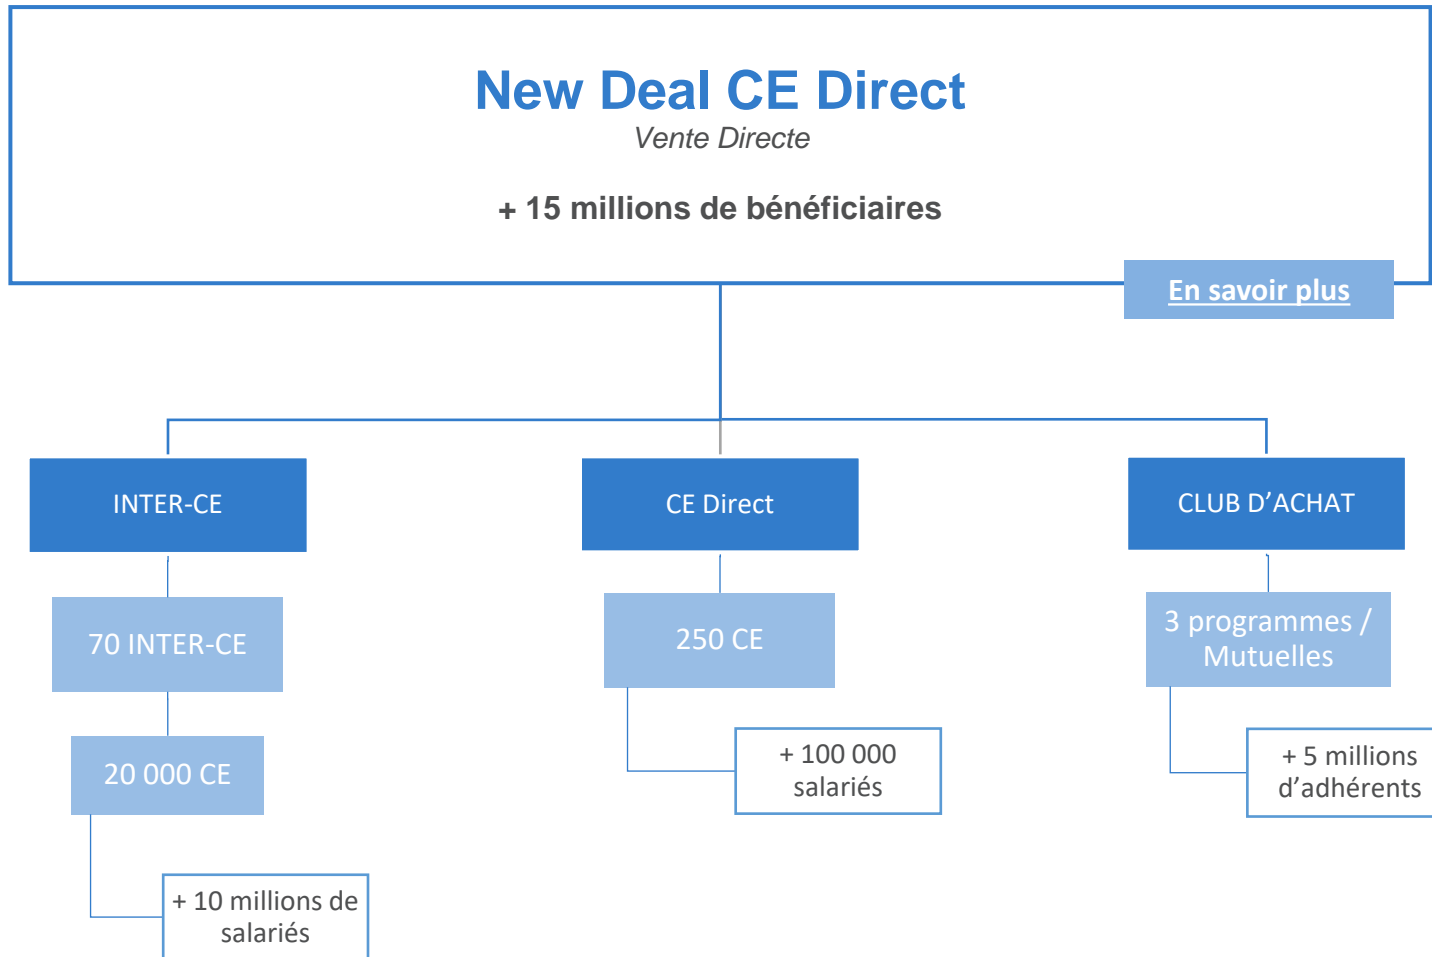 New Deal CE Direct
Vente Directe
+ 15 millions de bénéficiaires
En savoir plus
INTER-CE
CE Direct
CLUB D’ACHAT
70 INTER-CE
250 CE
3 programmes /
Mutuelles
20 000 CE
+ 100 000
salariés
+ 5 millions
d’adhérents
+ 10 millions de
salariés